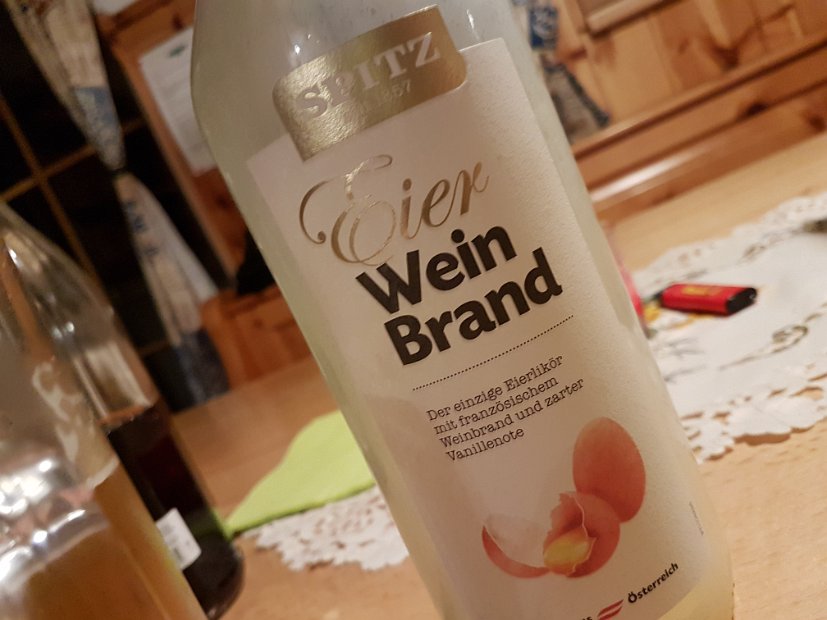 SPITZ
Eier
Wein
Brand
Der einzige Eierlikör
mit französischem
Weinbrand und zarter
Vanillenote
Österreich